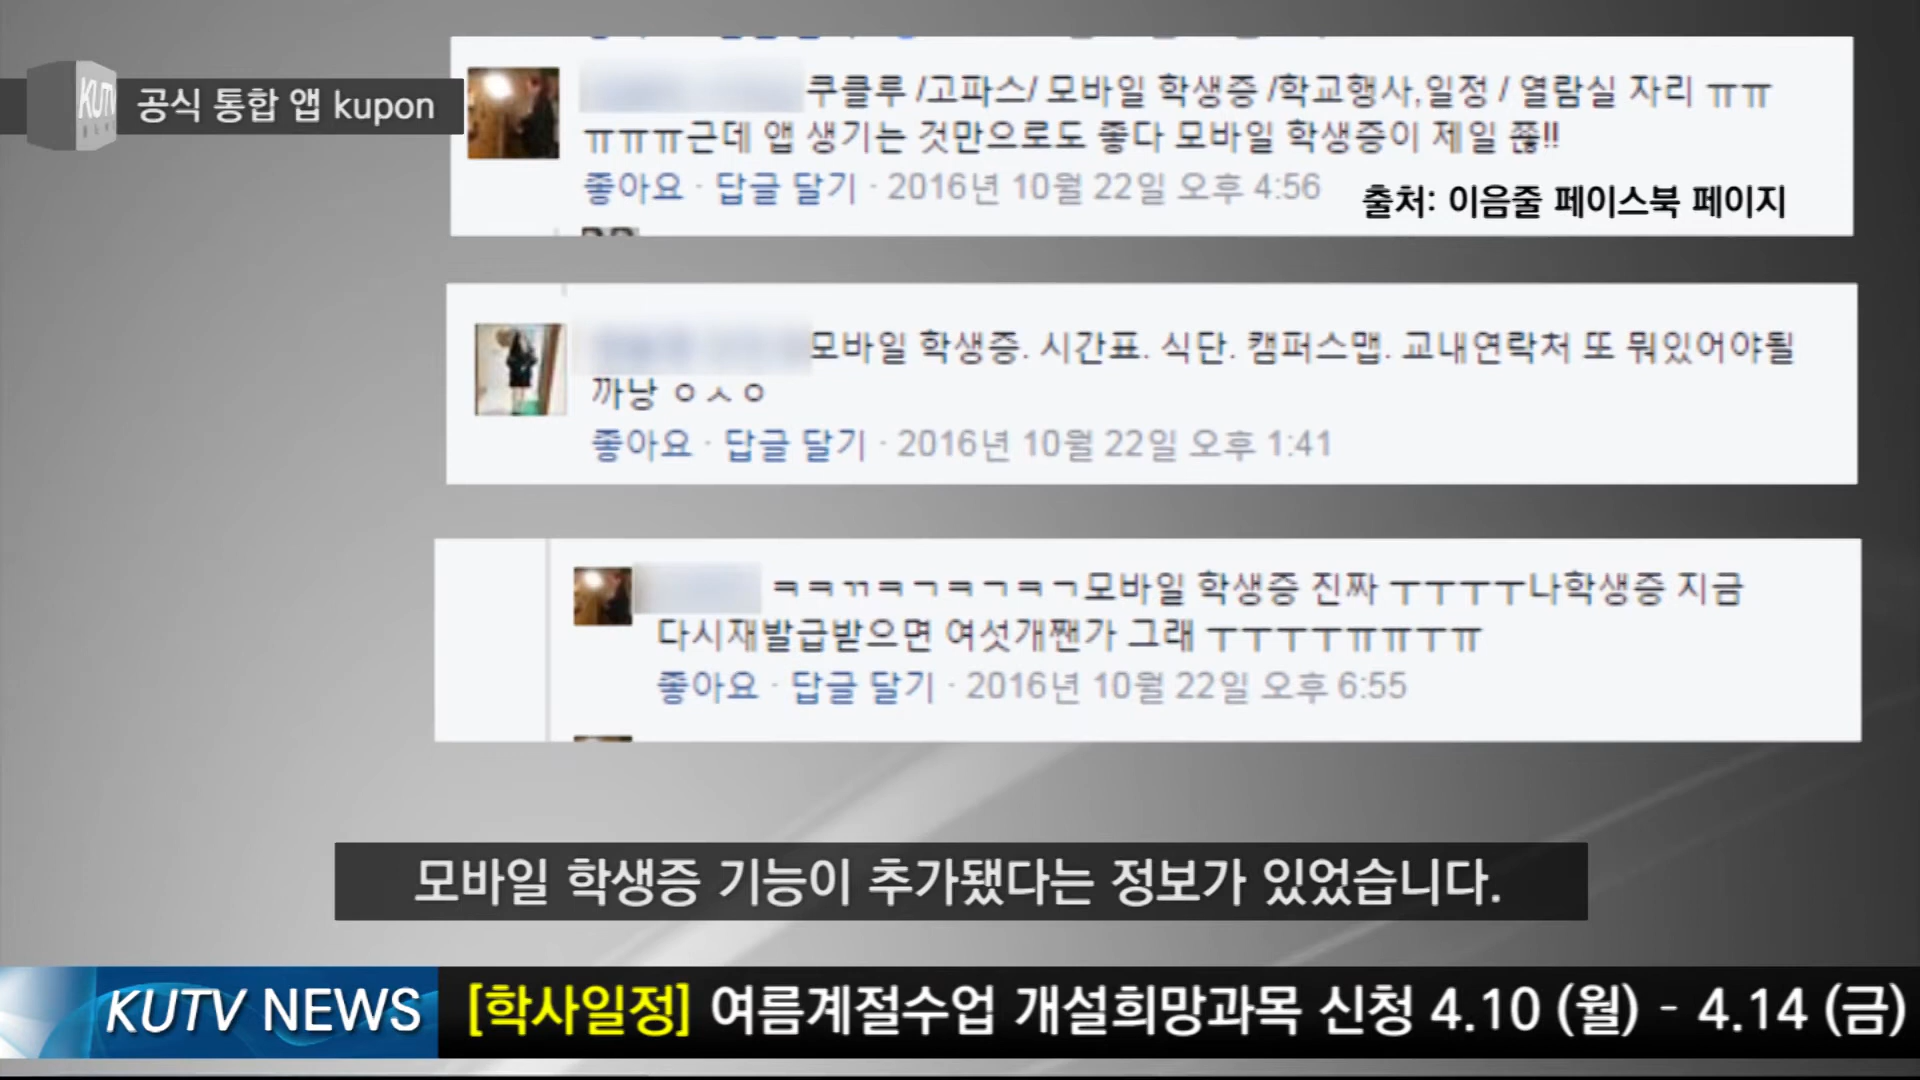 KUTV
공식 통합 앱 kupon
쿠클루 /고파스/ 모바일 학생증 /학교행사,일정 / 열람실 자리 ㅠㅠ
ㅠㅠㅠ근데 앱 생기는 것만으로도 좋다 모바일 학생증이 제일 쯂!!
좋아요 · 답글 달기 · 2016년 10월 22일 오후 4:56
출처: 이음줄 페이스북 페이지
모바일 학생증. 시간표. 식단. 캠퍼스맵. 교내연락처 또 뭐있어야될
까낭 ㅇㅅㅇ
좋아요 · 답글 달기 · 2016년 10월 22일 오후 1:41
ㅋㅋㄲㅋㄱㅋㄱㅋㄱ모바일 학생증 진짜 ㅜㅜㅜㅜ나학생증 지금
다시재발급받으면 여섯개짼가 그래 ㅜㅜㅜㅜㅠㅠㅜㅠ
좋아요 · 답글 달기 · 2016년 10월 22일 오후 6:55
모바일 학생증 기능이 추가됐다는 정보가 있었습니다.
KUTV NEWS [학사일정] 여름계절수업 개설희망과목 신청 4.10 (월) - 4.14 (금)